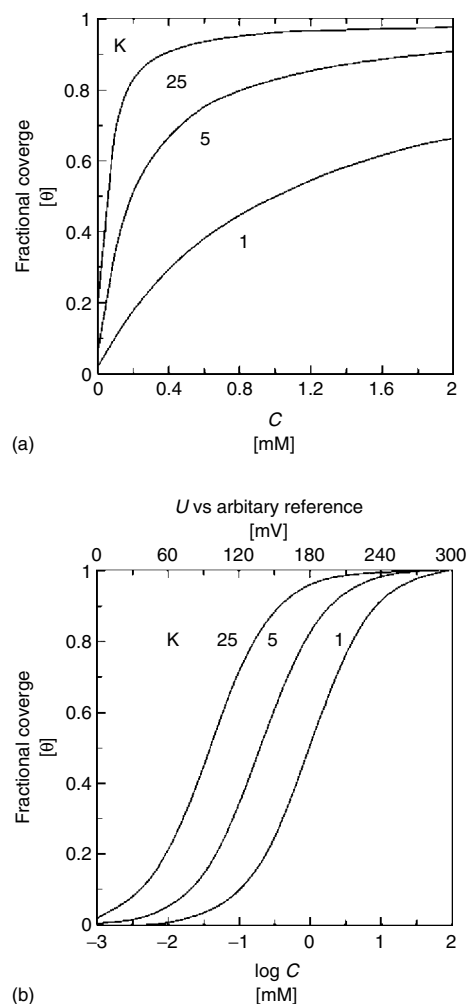 1
0.8
0.6
0.4
0.2
0
K
25
5
1
Fractional coverge
[θ]
0 0.4 0.8 1.2 1.6 2
C
[mM]
(a)
U vs arbitary reference
[mV]
0 60 120 180 240 300
1
0.8
0.6
0.4
0.2
0
K 25 5 1
Fractional coverge
[θ]
−3 −2 −1 0 1 2
log C
[mM]
(b)